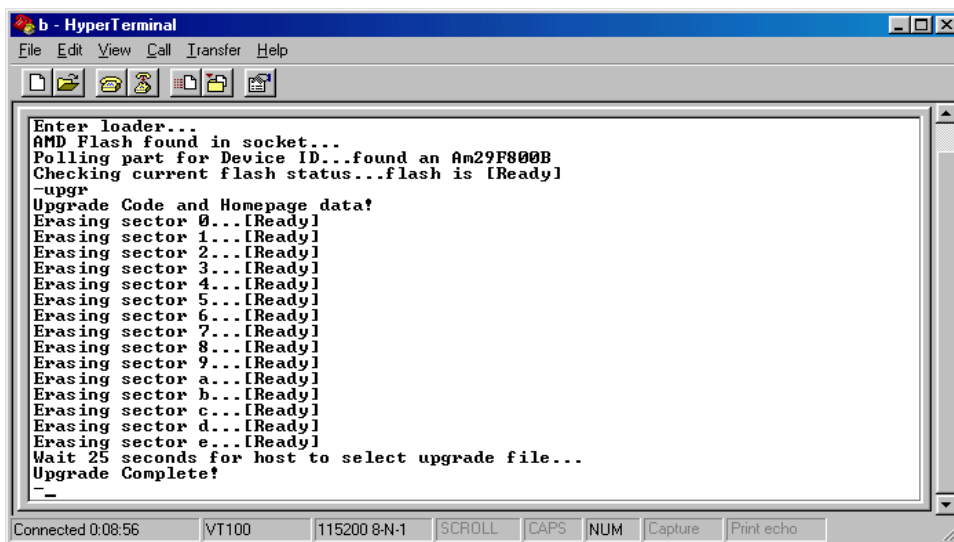 b - HyperTerminal
File Edit View Call Transfer Help
Enter loader...
AMD Flash found in socket...
Polling part for Device ID...found an Am29F800B
Checking current flash status...flash is [Ready]
-upgr
Upgrade Code and Homepage data!
Erasing sector 0...[Ready]
Erasing sector 1...[Ready]
Erasing sector 2...[Ready]
Erasing sector 3...[Ready]
Erasing sector 4...[Ready]
Erasing sector 5...[Ready]
Erasing sector 6...[Ready]
Erasing sector 7...[Ready]
Erasing sector 8...[Ready]
Erasing sector 9...[Ready]
Erasing sector a...[Ready]
Erasing sector b...[Ready]
Erasing sector c...[Ready]
Erasing sector d...[Ready]
Erasing sector e...[Ready]
Wait 25 seconds for host to select upgrade file...
Upgrade Complete!
-_
Connected 0:08:56 VT100 115200 8-N-1 SCROLL CAPS NUM Capture Print echo